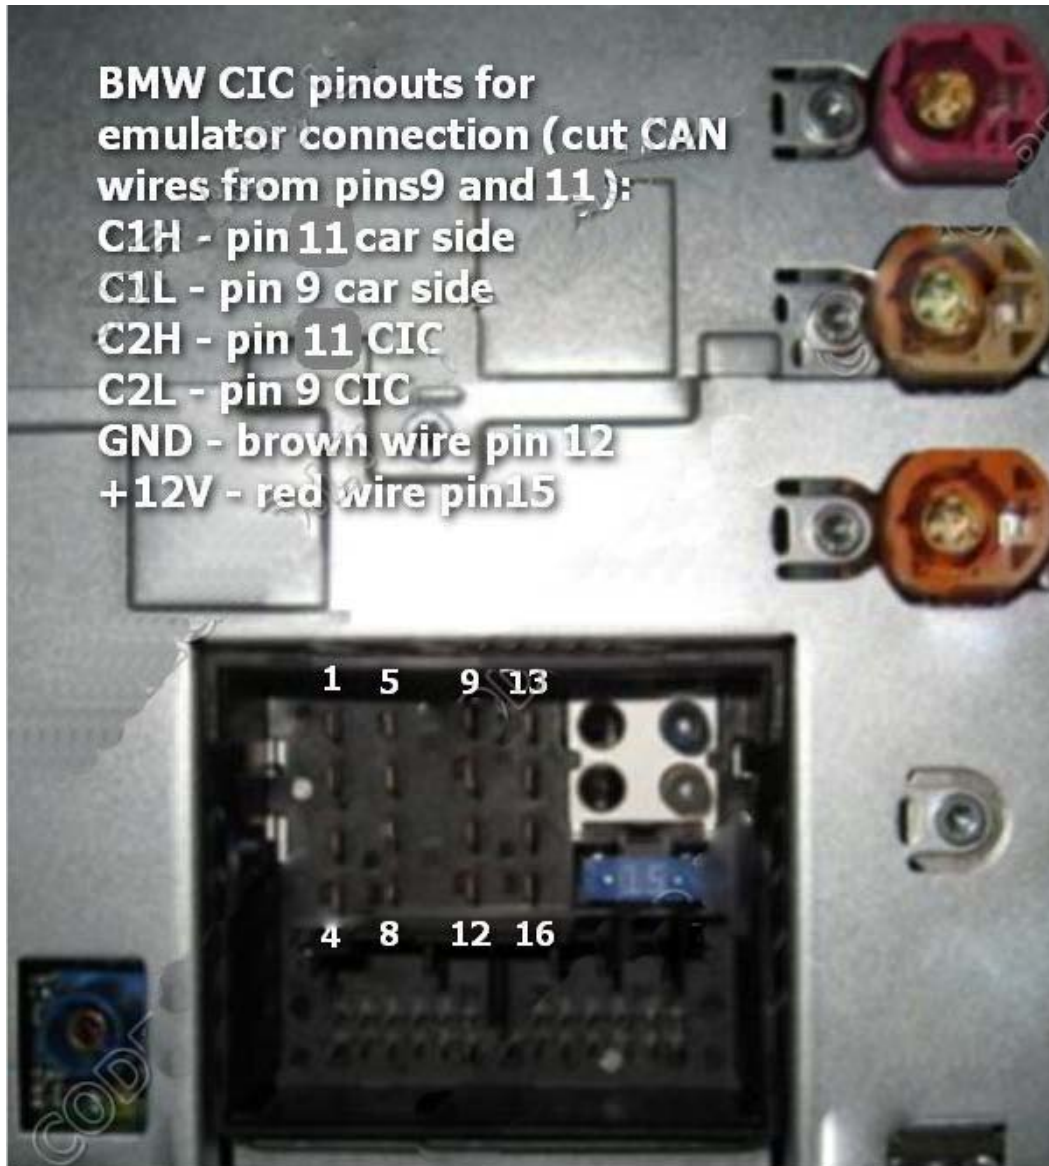 BMW CIC pinouts for
emulator connection (cut CAN
wires from pins9 and 11):
C1H - pin 11 car side
C1L - pin 9 car side
C2H - pin 11 CIC
C2L - pin 9 CIC
GND - brown wire pin 12
+12V - red wire pin15
1 5 9 13
15
4 8 12 16